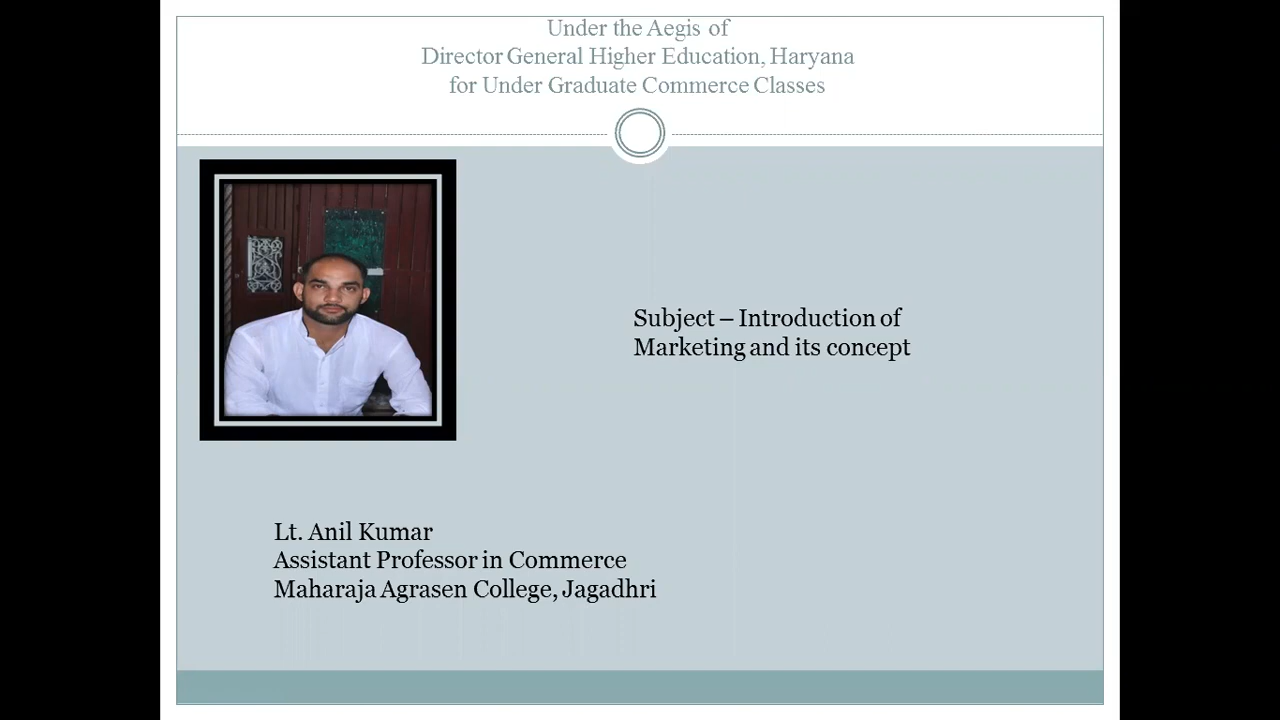 Under the Aegis of
Director General Higher Education, Haryana
for Under Graduate Commerce Classes
Subject – Introduction of
Marketing and its concept
Lt. Anil Kumar
Assistant Professor in Commerce
Maharaja Agrasen College, Jagadhri